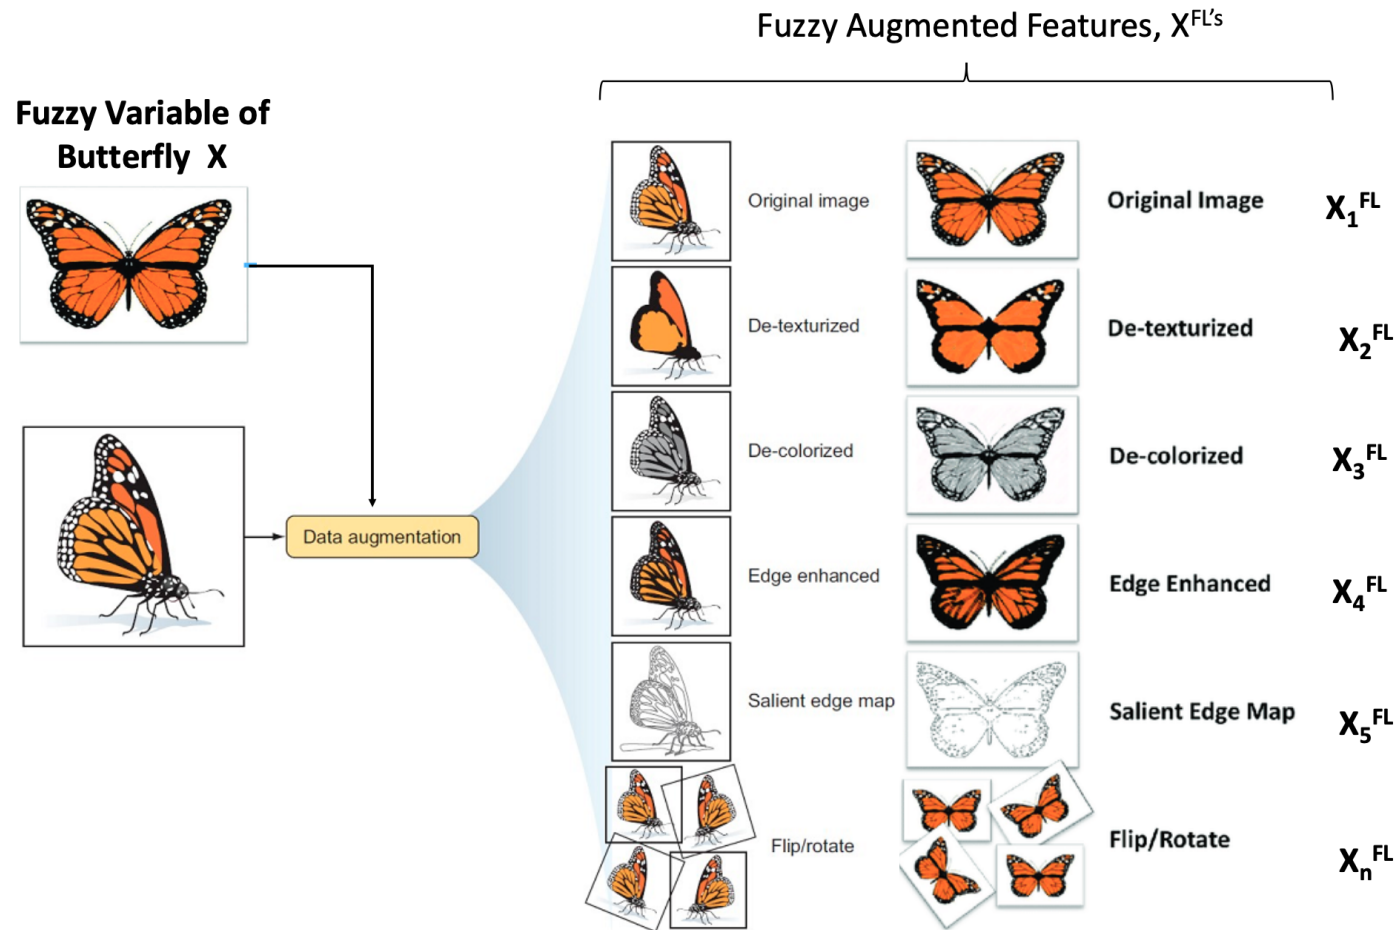 Fuzzy Augmented Features, X^FL's
Fuzzy Variable of
Butterfly X
Original image
Original Image
X₁^FL
De-texturized
De-texturized
X₂^FL
De-colorized
De-colorized
X₃^FL
Data augmentation
Edge enhanced
Edge Enhanced
X₄^FL
Salient edge map
Salient Edge Map
X₅^FL
Flip/rotate
Flip/Rotate
Xₙ^FL